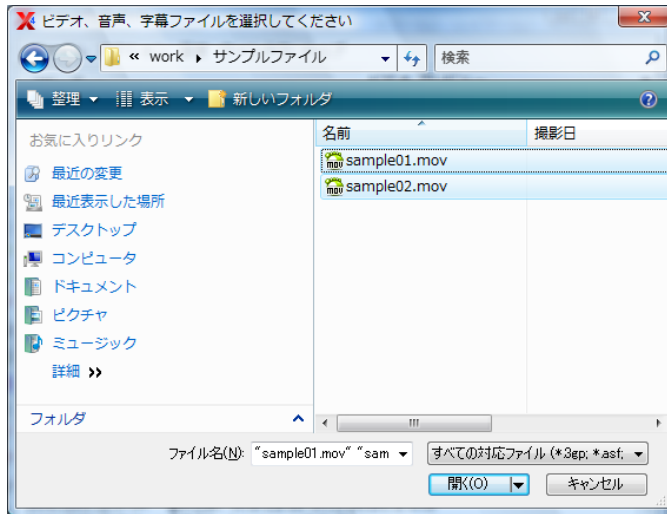 ビデオ、音声、字幕ファイルを選択してください
« work サンプルファイル 検索
整理 表示 新しいフォルダ
お気に入りリンク
名前 撮影日
最近の変更
sample01.mov
最近表示した場所
sample02.mov
デスクトップ
コンピュータ
ドキュメント
ピクチャ
ミュージック
詳細 »
フォルダ
ファイル名(N): "sample01.mov" "sam すべての対応ファイル (*3gp; *.asf;
開く(O) キャンセル